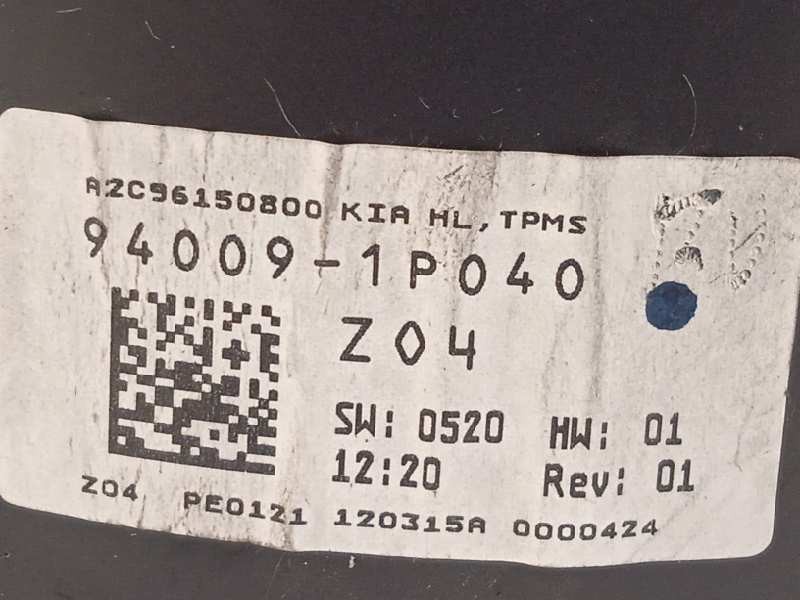 A2C96150800 KIA HL, TPMS
94009-1P040
Z04
SW: 0520 HW: 01
12:20 Rev: 01
Z04 PE0121 120315A 0000424